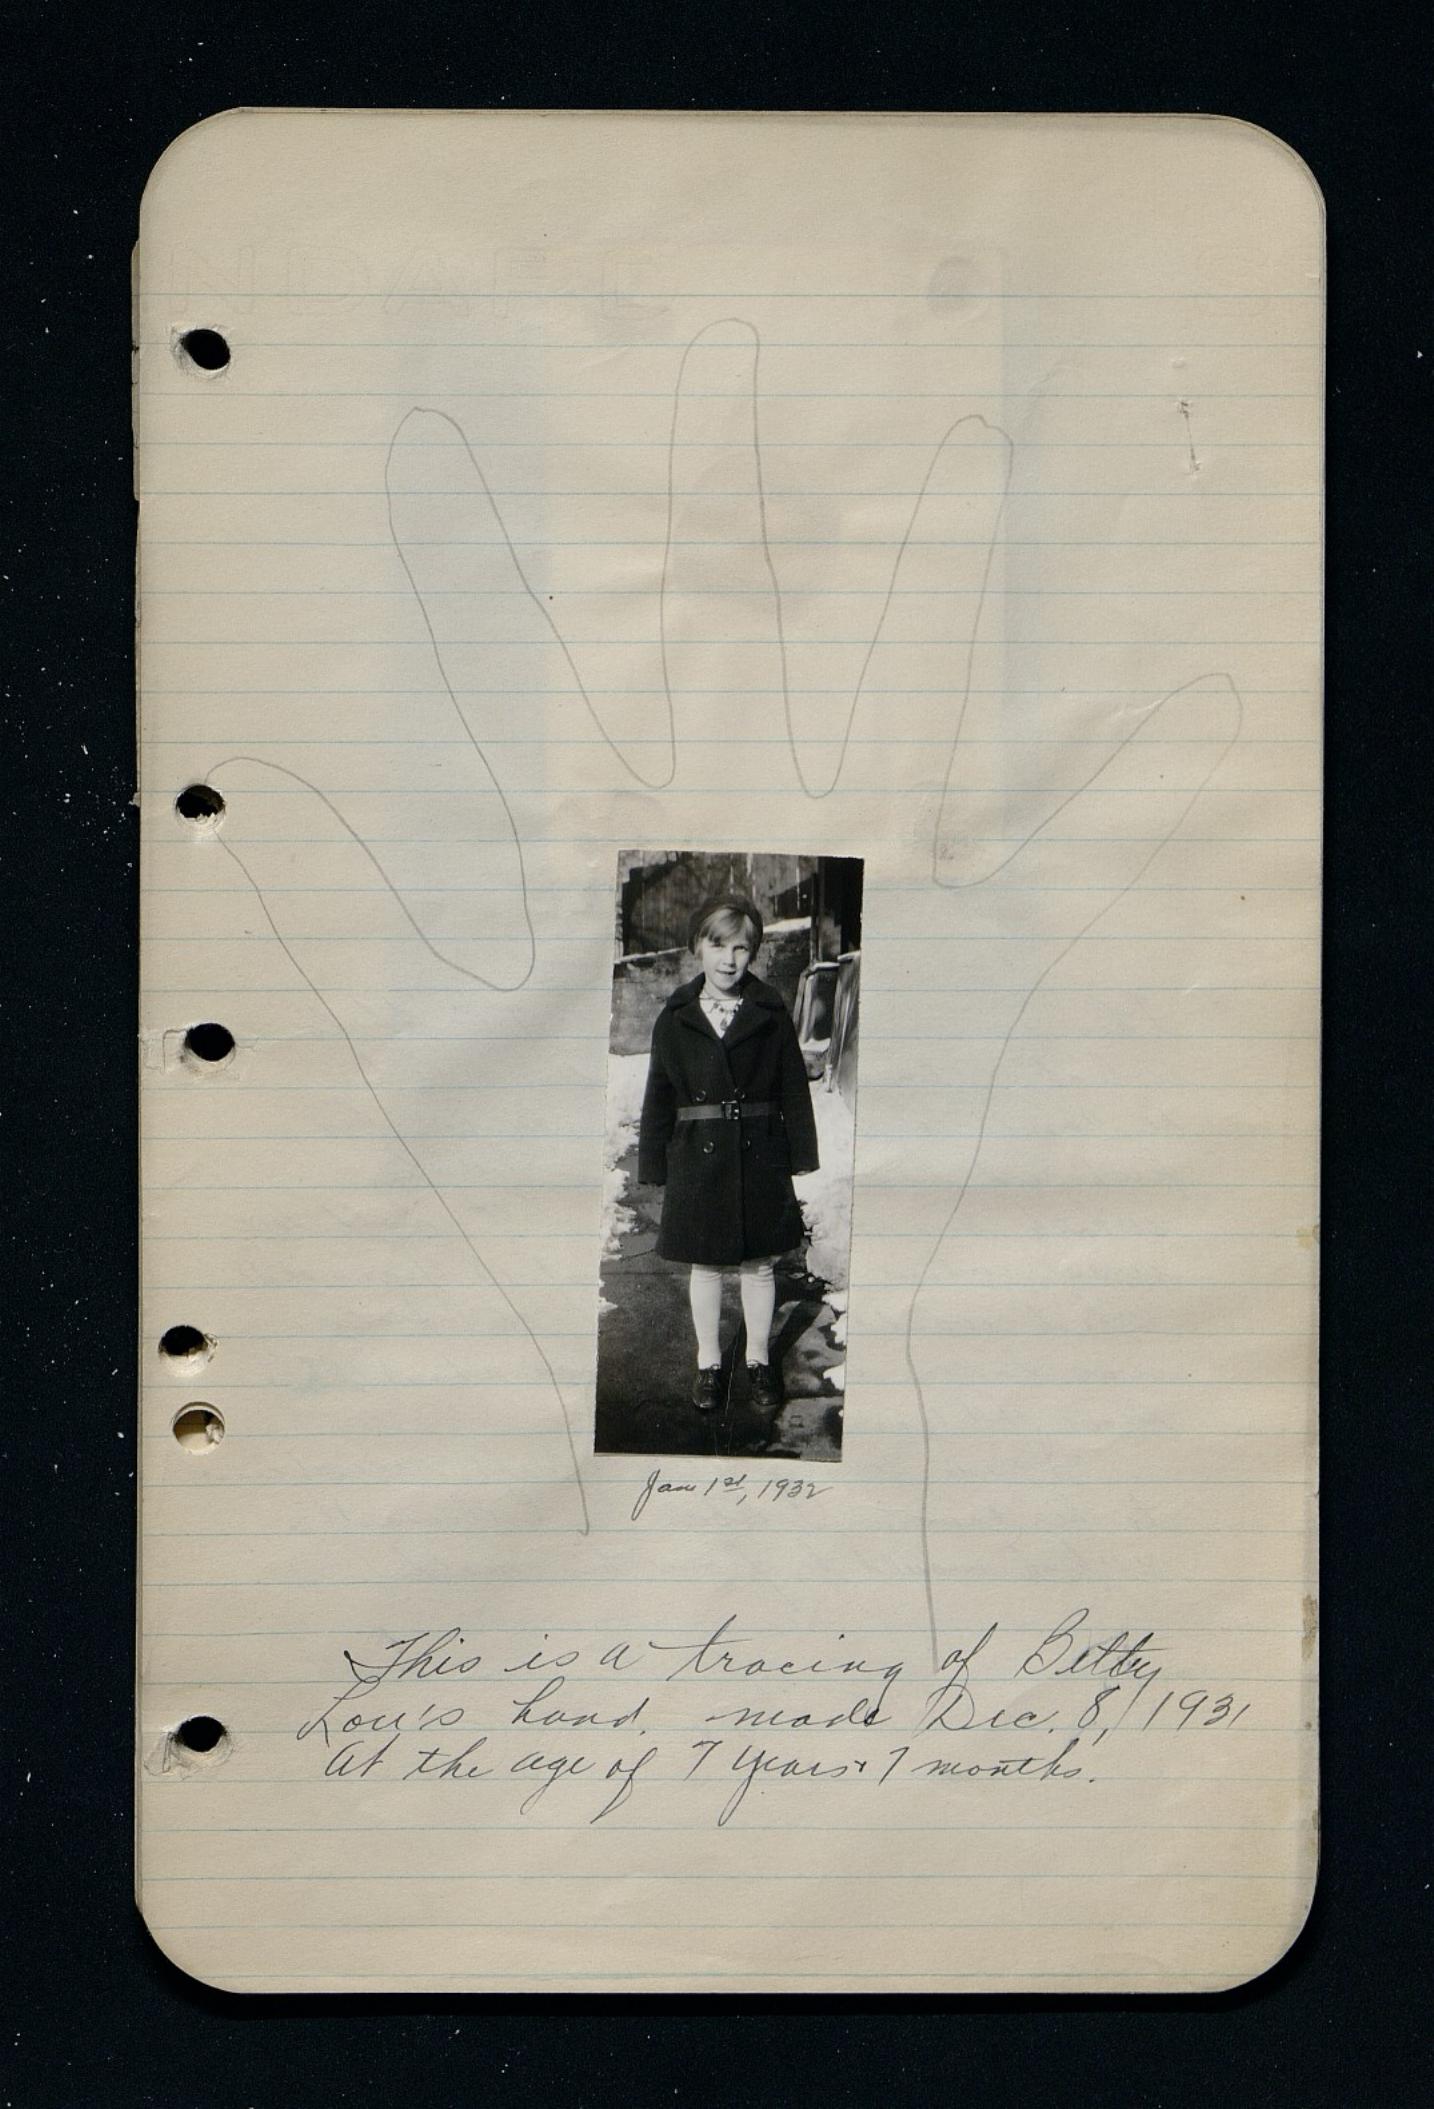 Jan 1st, 1932
This is a tracing of Betty
Lou's hand. made Dec. 8, 1931
At the age of 7 years + 7 months.